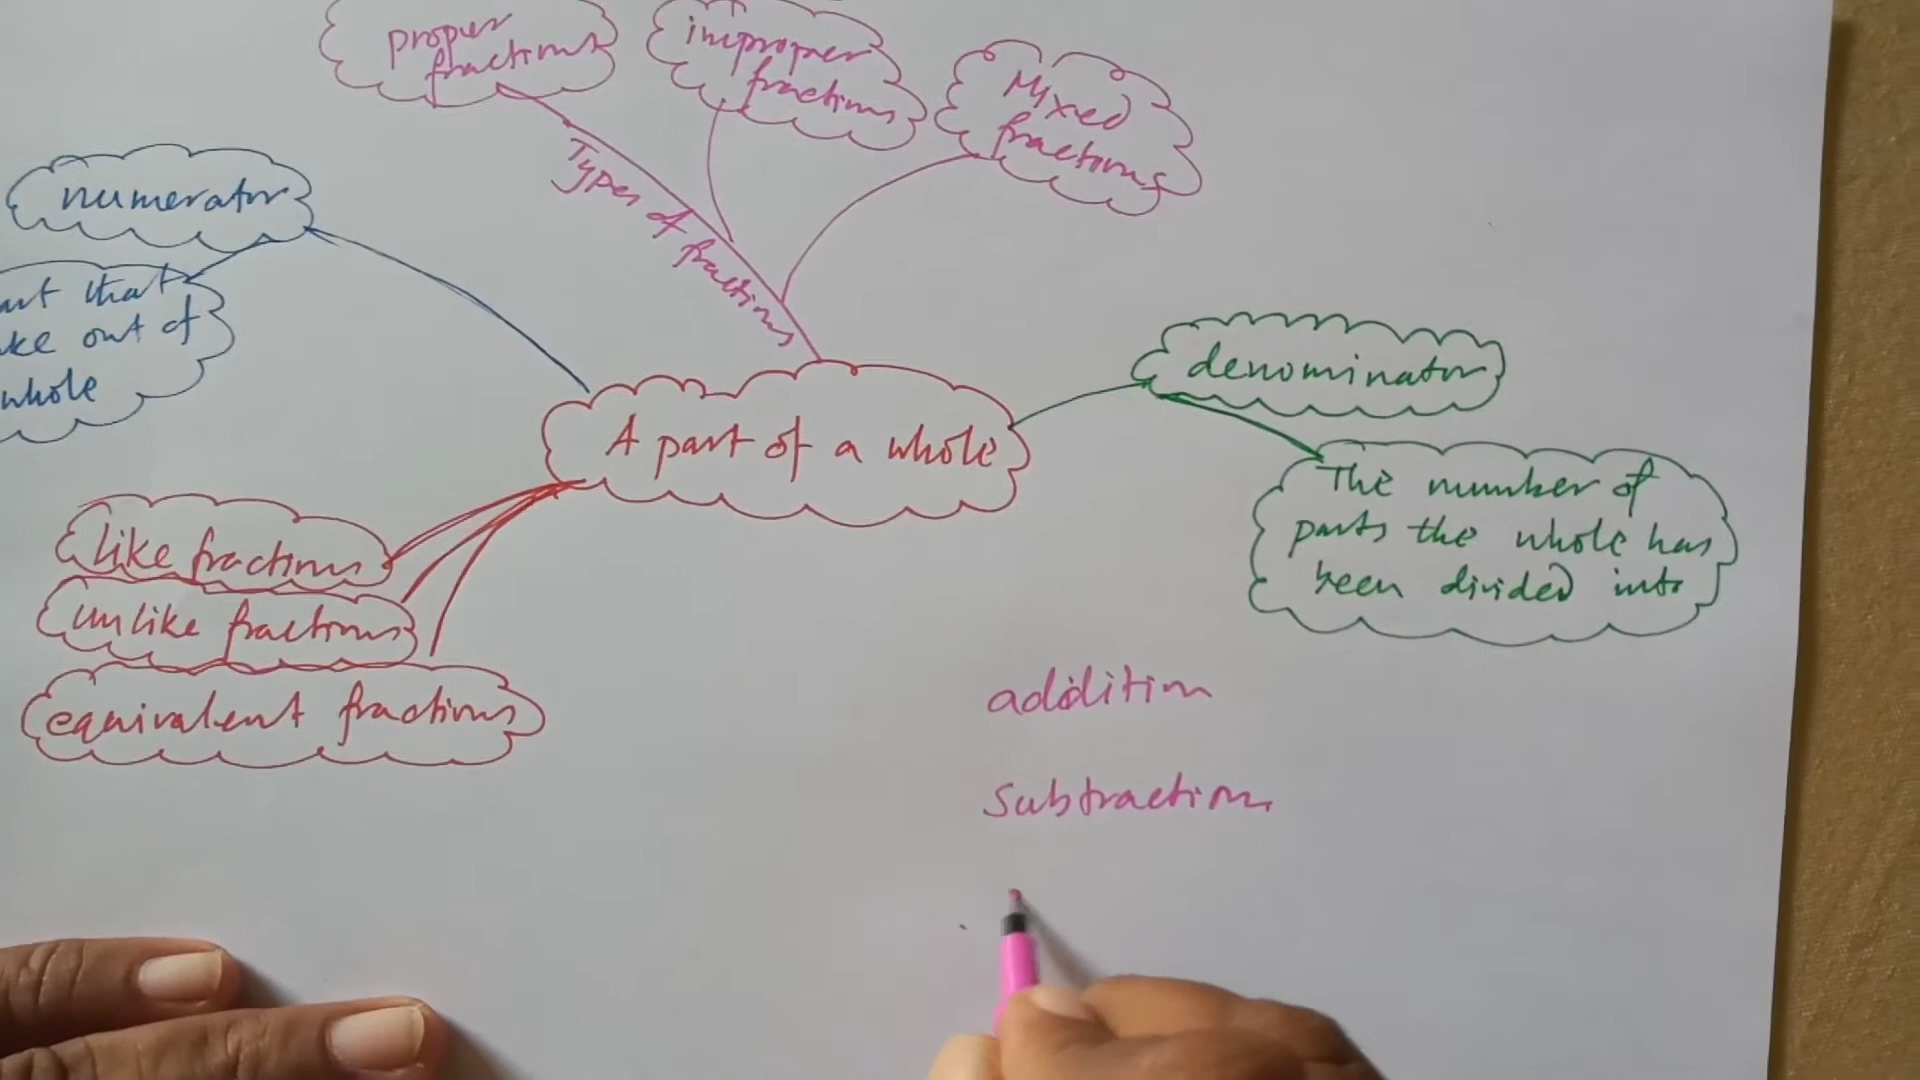 proper
fractions
improper
fractions
Mixed
fractions
Types of fractions
numerator
that
out of
whole
A part of a whole
denominator
The number of
parts the whole has
been divided into
like fractions
unlike fractions
equivalent fractions
addition
subtraction